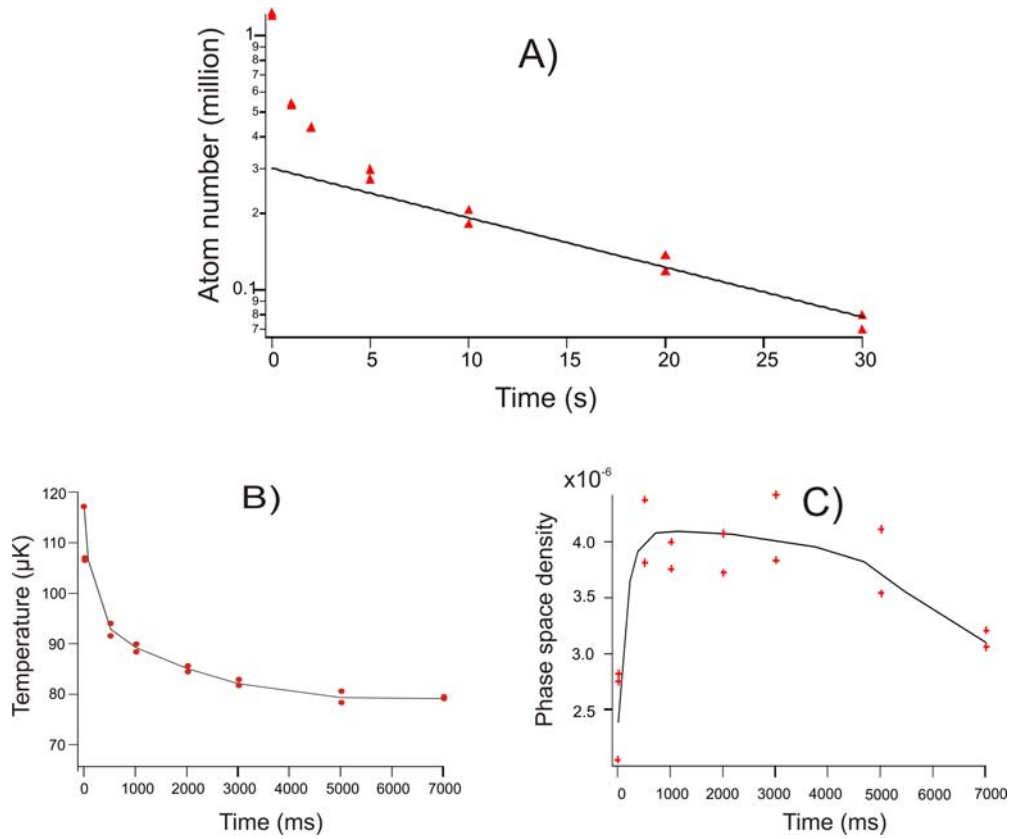 A)
Atom number (million)
1
9
8
7
6
5
4
3
2
0.1
9
8
7
0 5 10 15 20 25 30
Time (s)
B)
Temperature (µK)
120
110
100
90
80
70
0 1000 2000 3000 4000 5000 6000 7000
Time (ms)
x10⁻⁶
C)
Phase space density
4.0
3.5
3.0
2.5
0 1000 2000 3000 4000 5000 6000 7000
Time (ms)